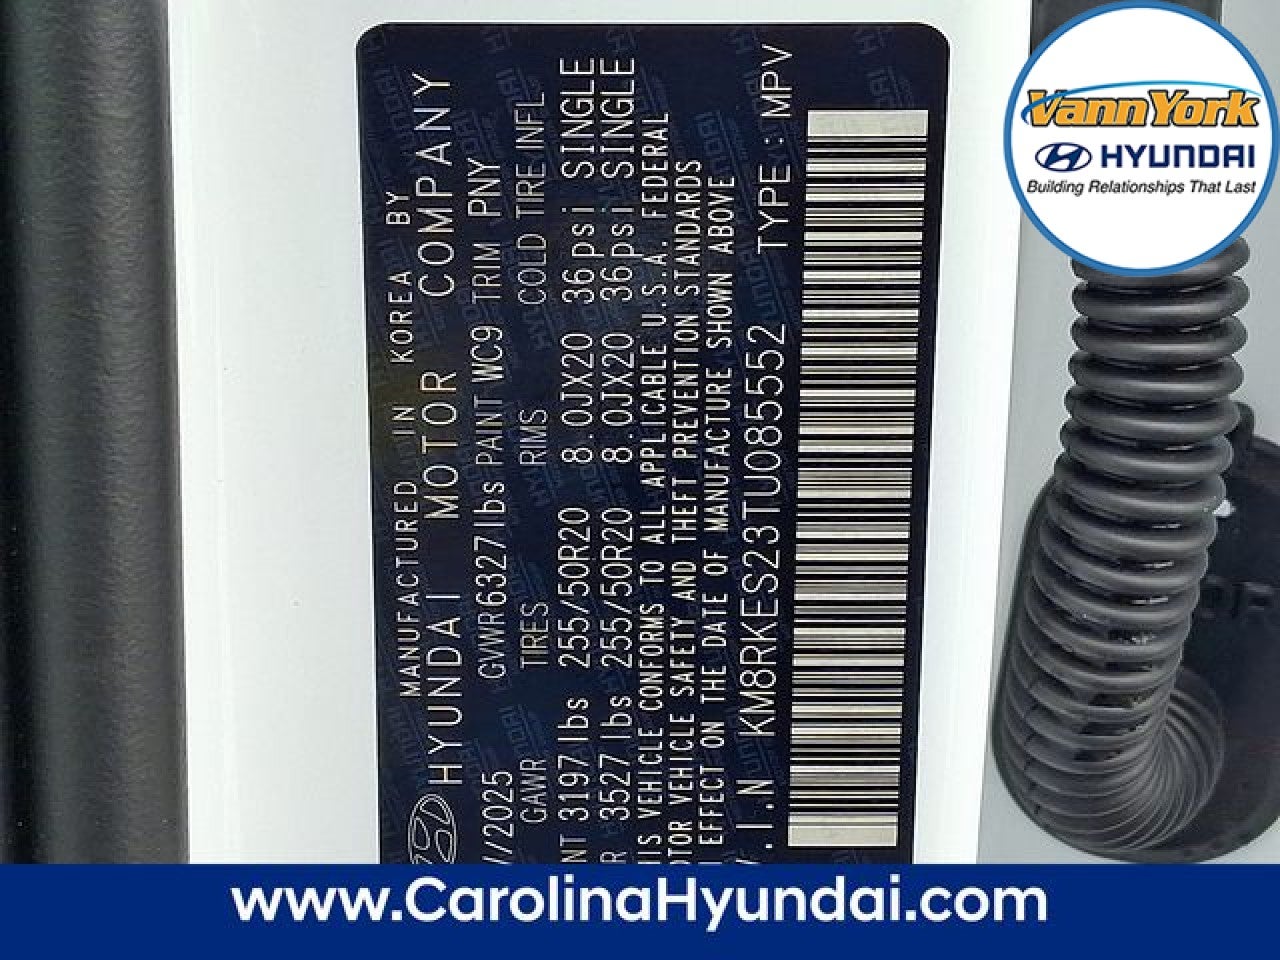 MANUFACTURED IN KOREA BY
HYUNDAI MOTOR COMPANY
/2025 GVWR6327lbs PAINT WC9 TRIM PNY
GAWR TIRES RIMS COLD TIRE INFL
NT 3197lbs 255/50R20 8.0JX20 36psi SINGLE
R 3527lbs 255/50R20 8.0JX20 36psi SINGLE
HIS VEHICLE CONFORMS TO ALL APPLICABLE U.S.A. FEDERAL
OTOR VEHICLE SAFETY AND THEFT PREVENTION STANDARDS
N EFFECT ON THE DATE OF MANUFACTURE SHOWN ABOVE
V.I.N KM8RKES23TU085552 TYPE : MPV
VannYork
HYUNDAI
Building Relationships That Last
www.CarolinaHyundai.com